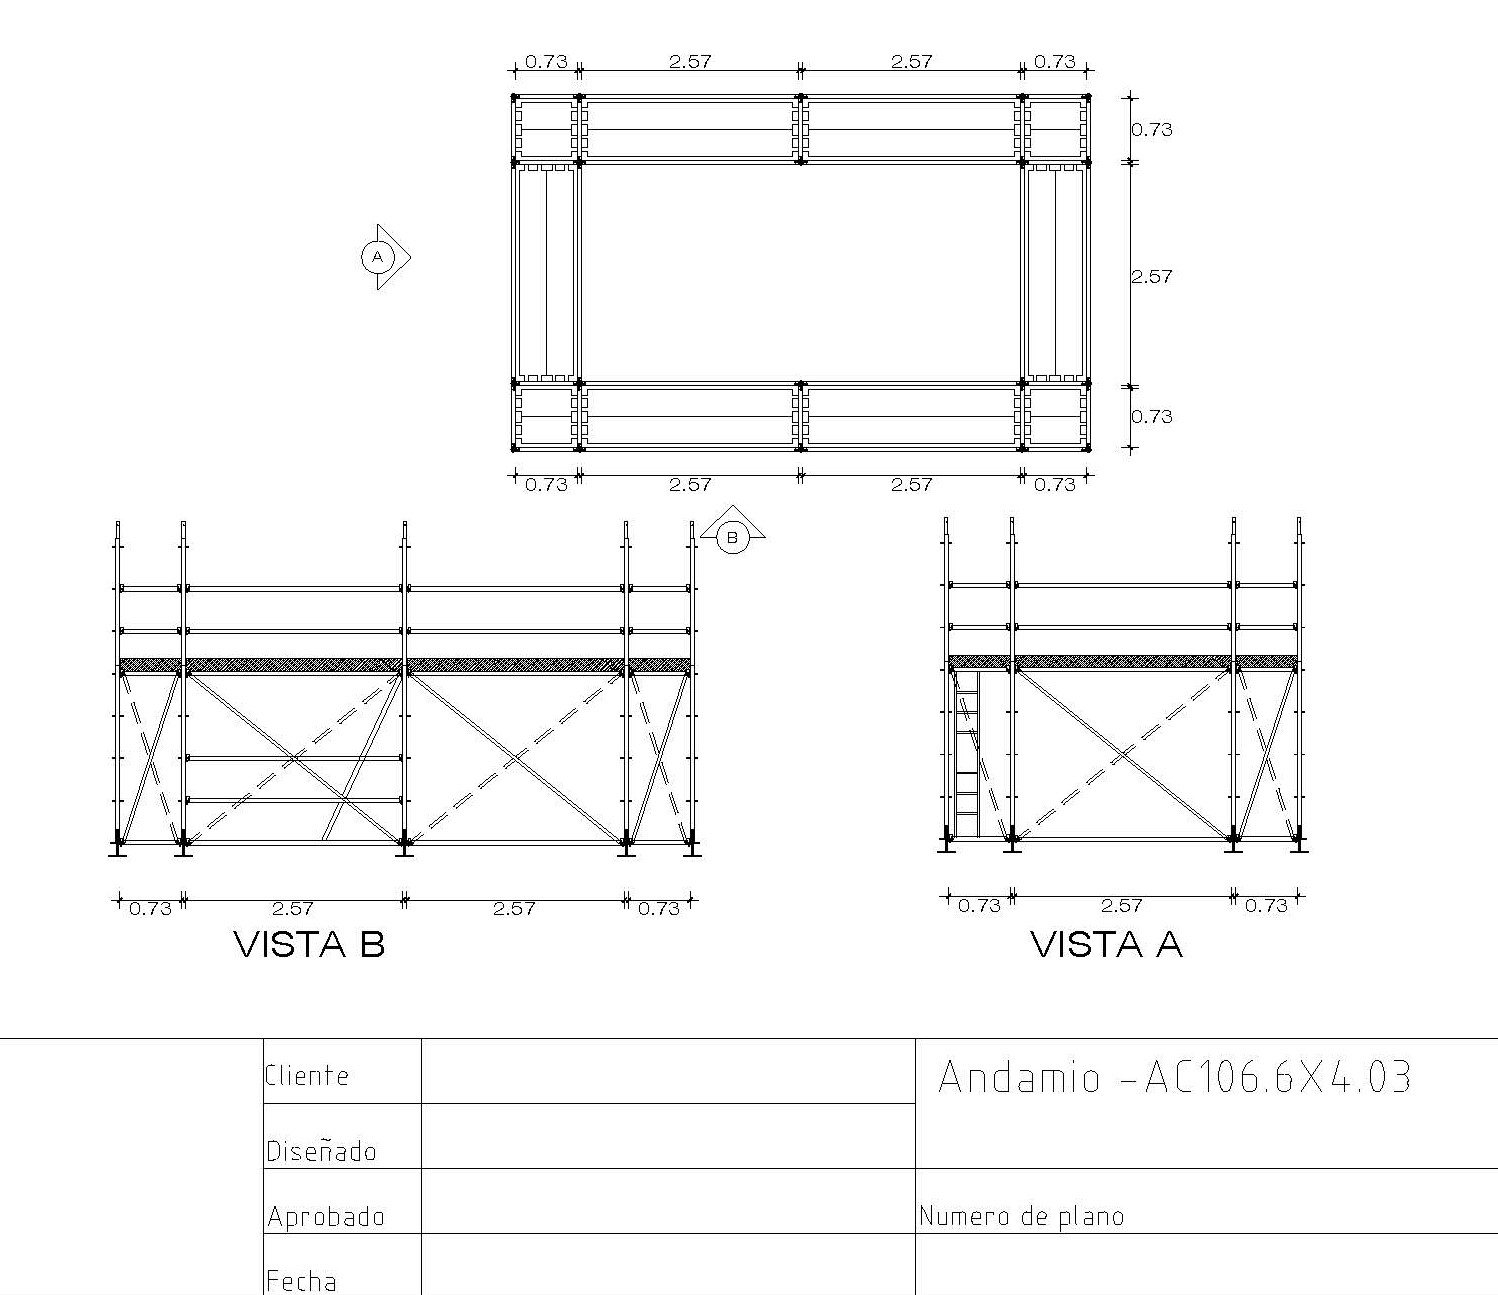 0.73 2.57 2.57 0.73
0.73
2.57
0.73
A
0.73 2.57 2.57 0.73
B
0.73 2.57 2.57 0.73
VISTA B
0.73 2.57 0.73
VISTA A
Cliente
Andamio -AC106.6X4.03
Diseñado
Aprobado
Numero de plano
Fecha